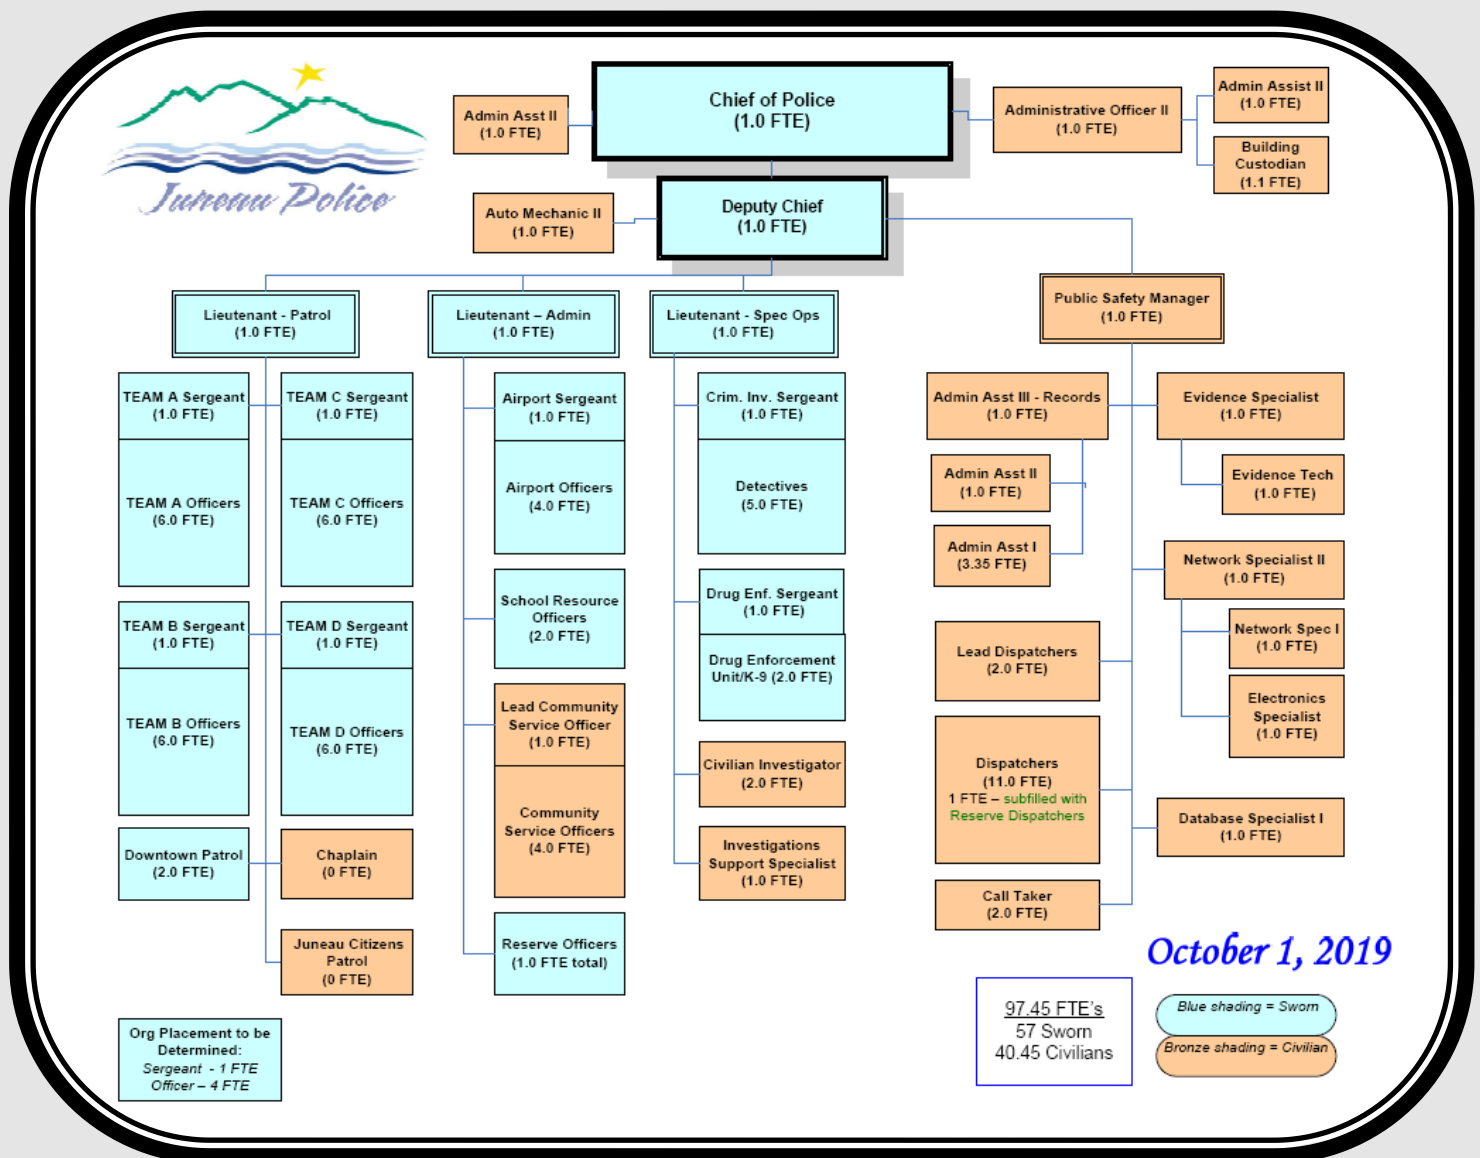 Juneau Police
Admin Asst II
(1.0 FTE)
Chief of Police
(1.0 FTE)
Administrative Officer II
(1.0 FTE)
Admin Assist II
(1.0 FTE)
Building
Custodian
(1.1 FTE)
Auto Mechanic II
(1.0 FTE)
Deputy Chief
(1.0 FTE)
Lieutenant - Patrol
(1.0 FTE)
Lieutenant – Admin
(1.0 FTE)
Lieutenant - Spec Ops
(1.0 FTE)
Public Safety Manager
(1.0 FTE)
TEAM A Sergeant
(1.0 FTE)
TEAM A Officers
(6.0 FTE)
TEAM C Sergeant
(1.0 FTE)
TEAM C Officers
(6.0 FTE)
TEAM B Sergeant
(1.0 FTE)
TEAM B Officers
(6.0 FTE)
TEAM D Sergeant
(1.0 FTE)
TEAM D Officers
(6.0 FTE)
Downtown Patrol
(2.0 FTE)
Chaplain
(0 FTE)
Juneau Citizens
Patrol
(0 FTE)
Airport Sergeant
(1.0 FTE)
Airport Officers
(4.0 FTE)
School Resource
Officers
(2.0 FTE)
Lead Community
Service Officer
(1.0 FTE)
Community
Service Officers
(4.0 FTE)
Reserve Officers
(1.0 FTE total)
Crim. Inv. Sergeant
(1.0 FTE)
Detectives
(5.0 FTE)
Drug Enf. Sergeant
(1.0 FTE)
Drug Enforcement
Unit/K-9 (2.0 FTE)
Civilian Investigator
(2.0 FTE)
Investigations
Support Specialist
(1.0 FTE)
Admin Asst III - Records
(1.0 FTE)
Admin Asst II
(1.0 FTE)
Admin Asst I
(3.35 FTE)
Lead Dispatchers
(2.0 FTE)
Dispatchers
(11.0 FTE)
1 FTE – subfilled with
Reserve Dispatchers
Call Taker
(2.0 FTE)
Evidence Specialist
(1.0 FTE)
Evidence Tech
(1.0 FTE)
Network Specialist II
(1.0 FTE)
Network Spec I
(1.0 FTE)
Electronics
Specialist
(1.0 FTE)
Database Specialist I
(1.0 FTE)
Org Placement to be
Determined:
Sergeant - 1 FTE
Officer – 4 FTE
October 1, 2019
97.45 FTE's
57 Sworn
40.45 Civilians
Blue shading = Sworn
Bronze shading = Civilian